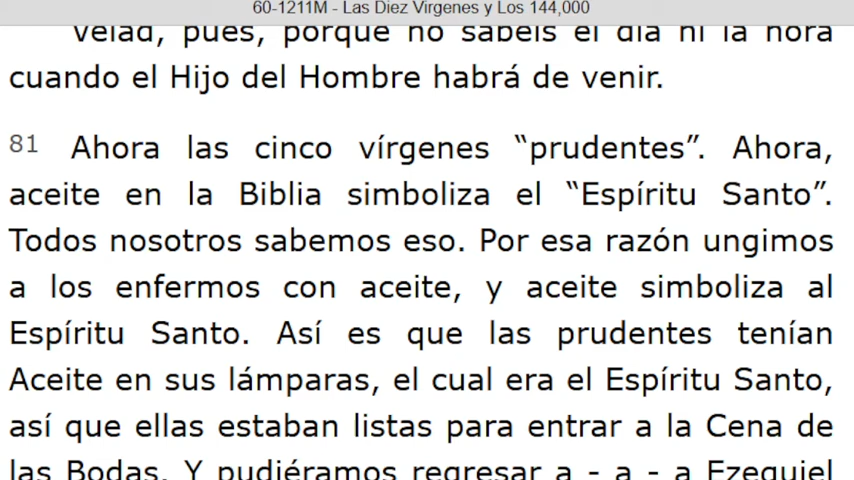 60-1211M - Las Diez Virgenes y Los 144,000
Velad, pues, porque no sabéis el día ni la hora
cuando el Hijo del Hombre habrá de venir.
81 Ahora las cinco vírgenes “prudentes”. Ahora,
aceite en la Biblia simboliza el “Espíritu Santo”.
Todos nosotros sabemos eso. Por esa razón ungimos
a los enfermos con aceite, y aceite simboliza al
Espíritu Santo. Así es que las prudentes tenían
Aceite en sus lámparas, el cual era el Espíritu Santo,
así que ellas estaban listas para entrar a la Cena de
las Bodas. Y pudiéramos regresar a - a - a Ezequiel